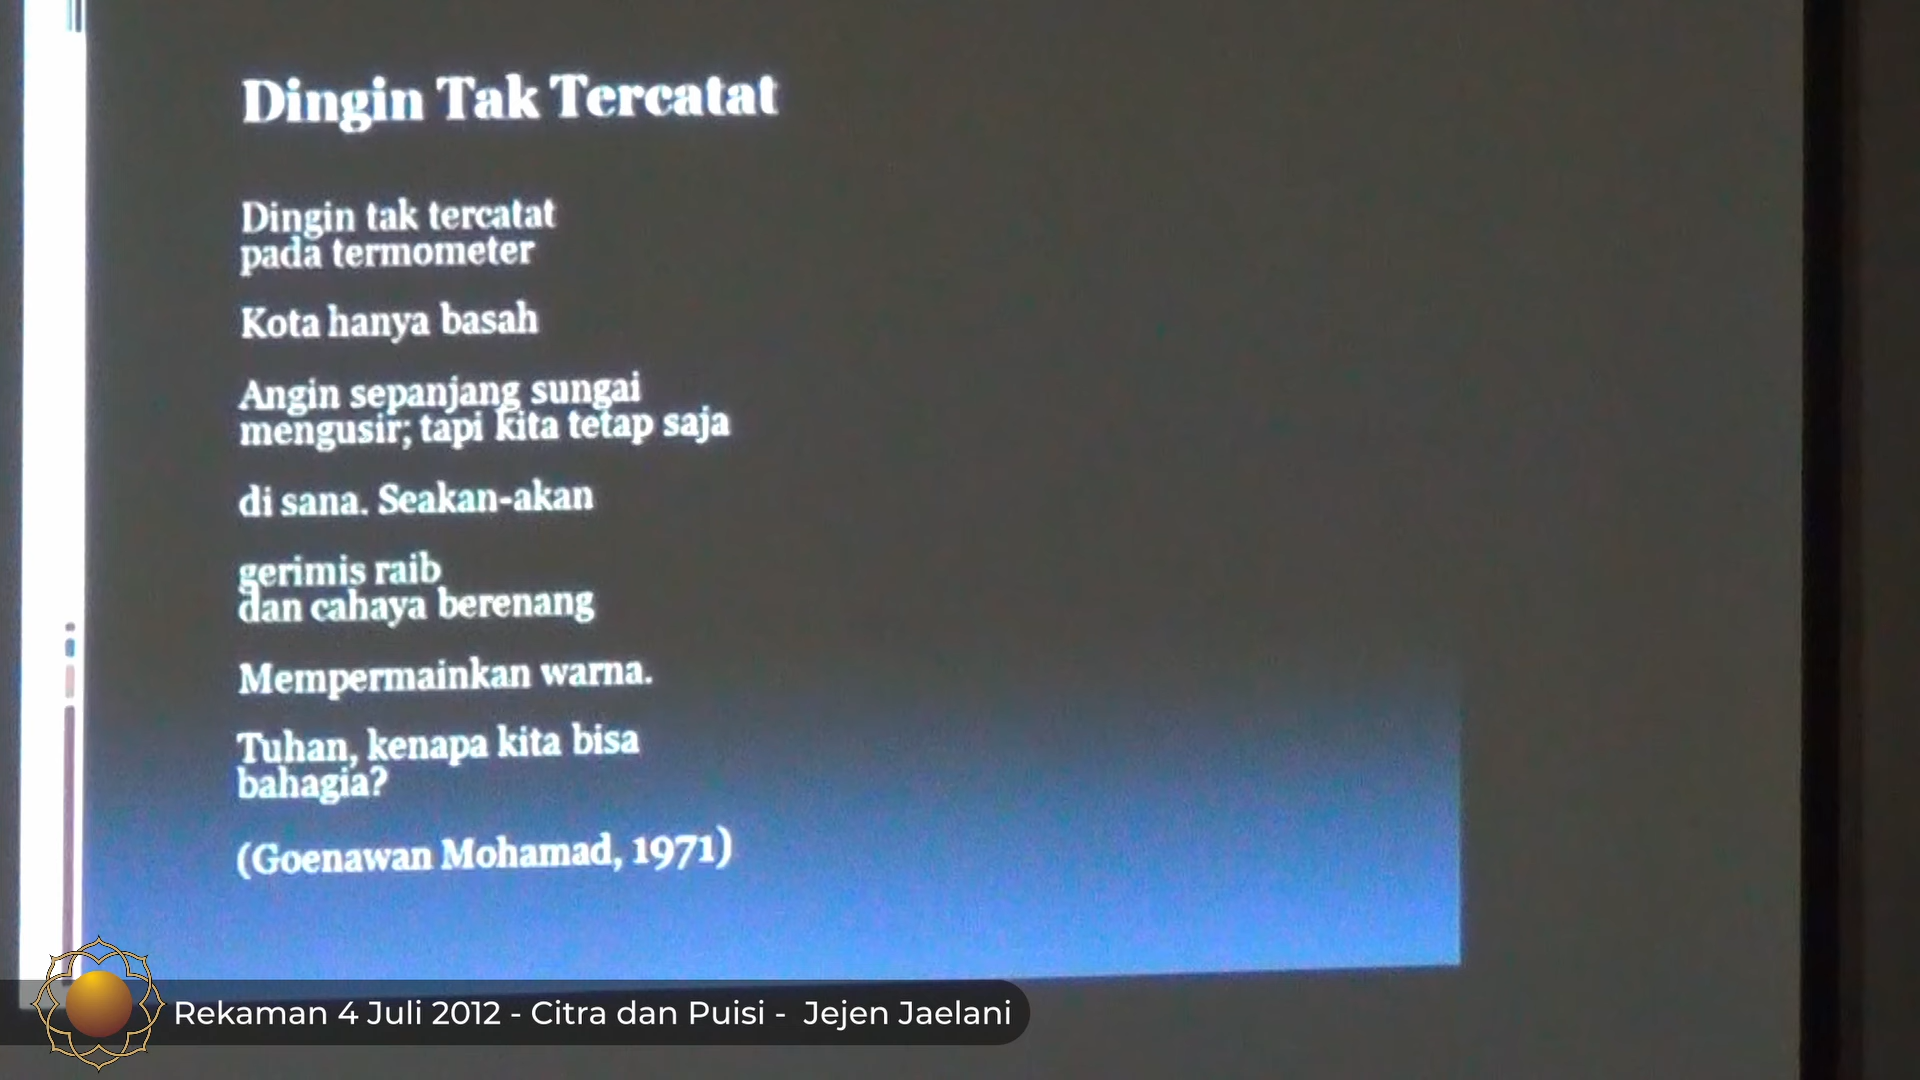 Dingin Tak Tercatat
Dingin tak tercatat
pada termometer
Kota hanya basah
Angin sepanjang sungai
mengusir; tapi kita tetap saja
di sana. Seakan-akan
gerimis raib
dan cahaya berenang
Mempermainkan warna.
Tuhan, kenapa kita bisa
bahagia?
(Goenawan Mohamad, 1971)
Rekaman 4 Juli 2012 - Citra dan Puisi - Jejen Jaelani